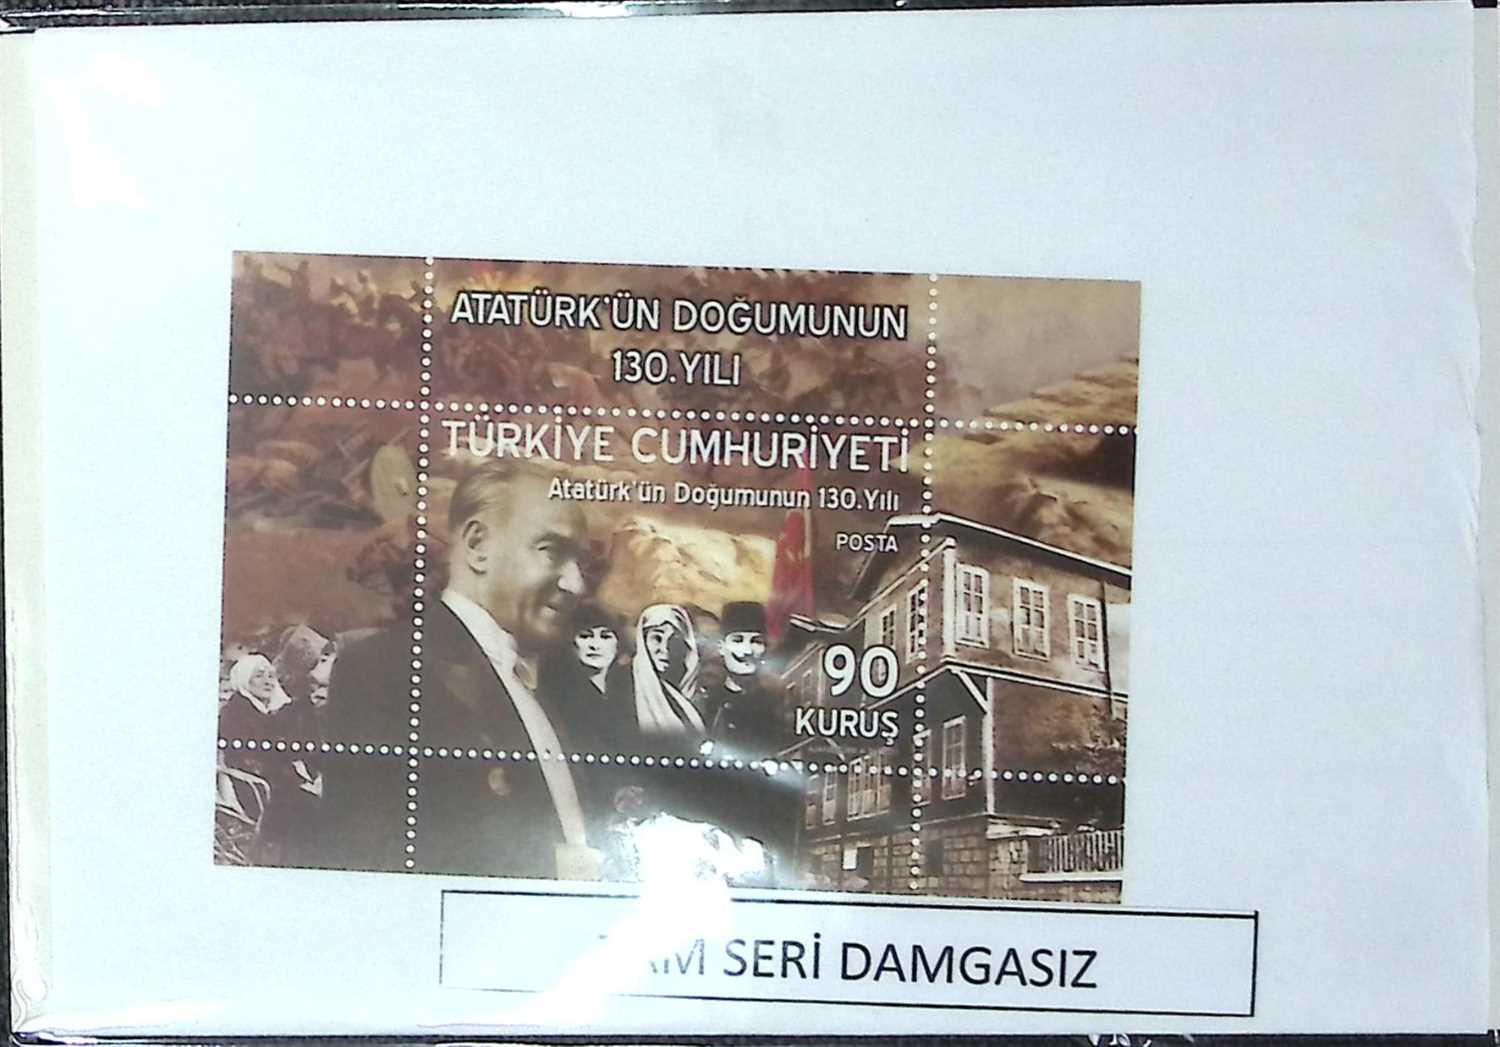 ATATÜRK'ÜN DOĞUMUNUN
130.YILI
TÜRKİYE CUMHURİYETİ
Atatürk'ün Doğumunun 130.Yılı
POSTA
90
KURUŞ
SERİ DAMGASIZ